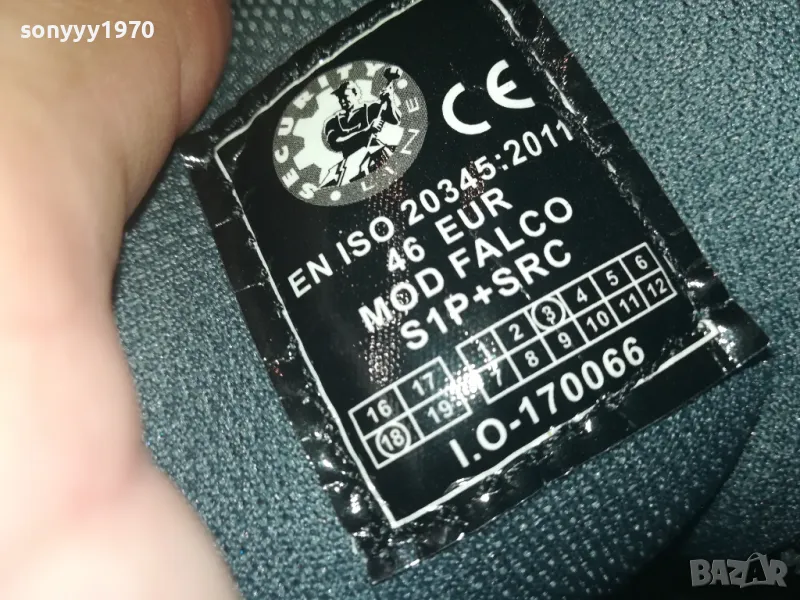 sonyyy1970
SECURITY LINE
CE
EN ISO 20345:2011
46 EUR
MOD FALCO
S1P+SRC
16 17 1 2 3 4 5 6
18 19 7 8 9 10 11 12
I.O-170066
BAZAR